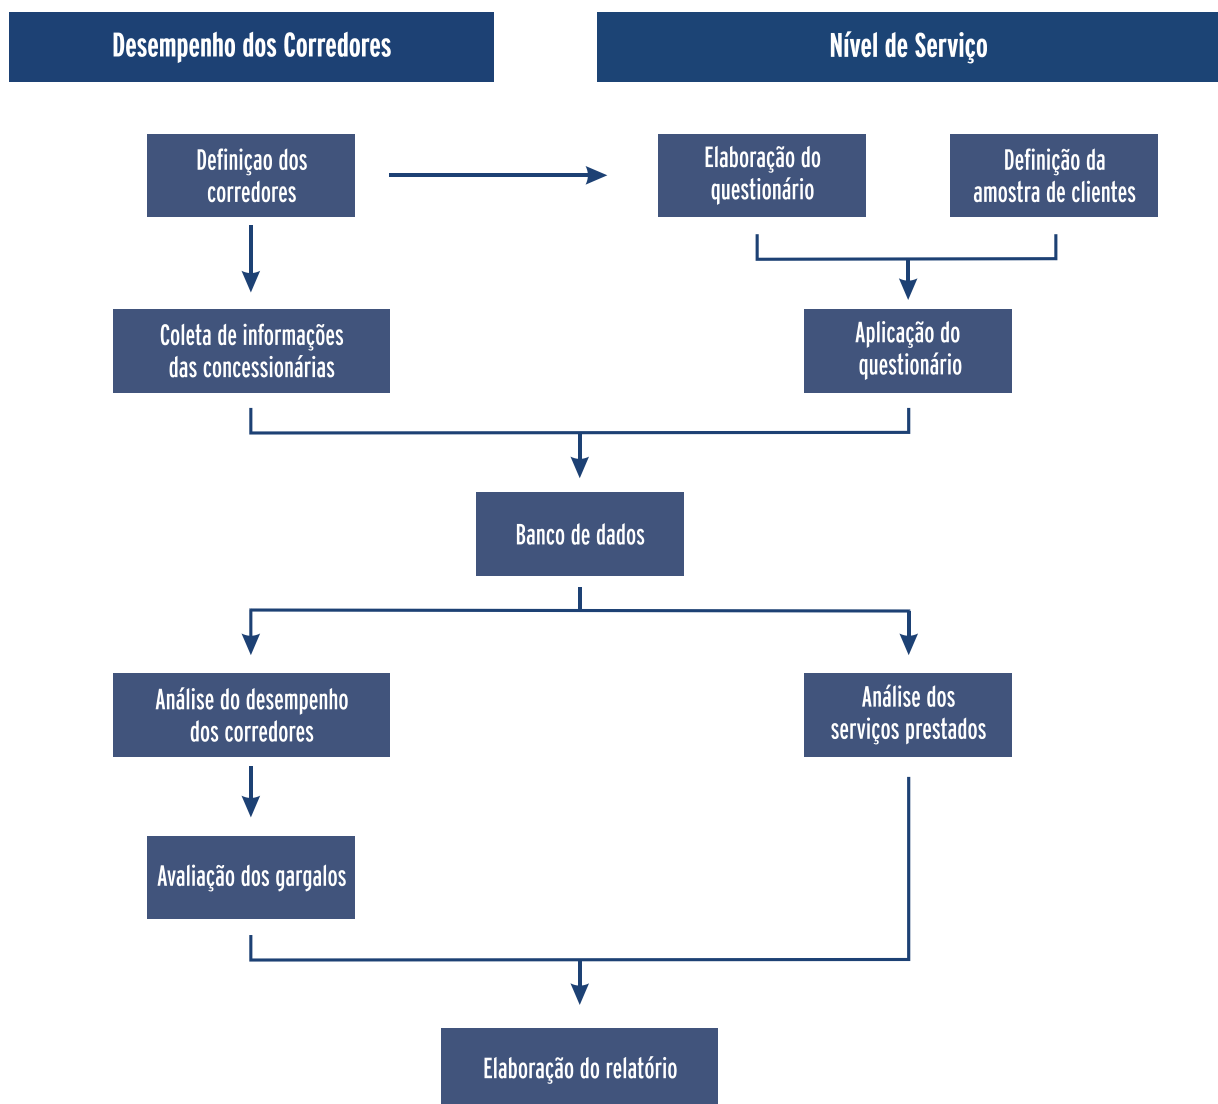 Desempenho dos Corredores
Nível de Serviço
Definiçao dos
corredores
Elaboração do
questionário
Definição da
amostra de clientes
Coleta de informações
das concessionárias
Aplicação do
questionário
Banco de dados
Análise do desempenho
dos corredores
Análise dos
serviços prestados
Avaliação dos gargalos
Elaboração do relatório